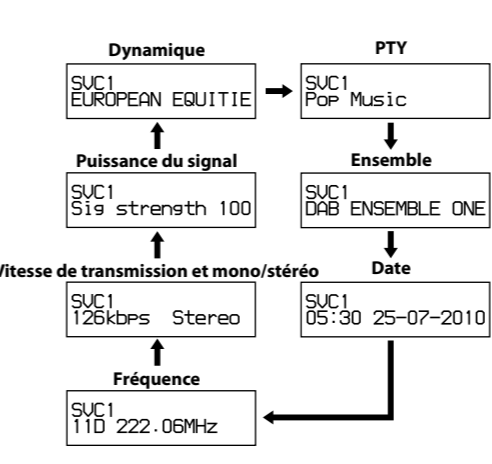 Dynamique
SVC1
EUROPEAN EQUITIE
PTY
SVC1
Pop Music
Ensemble
SVC1
DAB ENSEMBLE ONE
Date
SVC1
05:30 25-07-2010
Fréquence
SVC1
11D 222.06MHz
Vitesse de transmission et mono/stéréo
SVC1
126kbps Stereo
Puissance du signal
SVC1
Sig strength 100